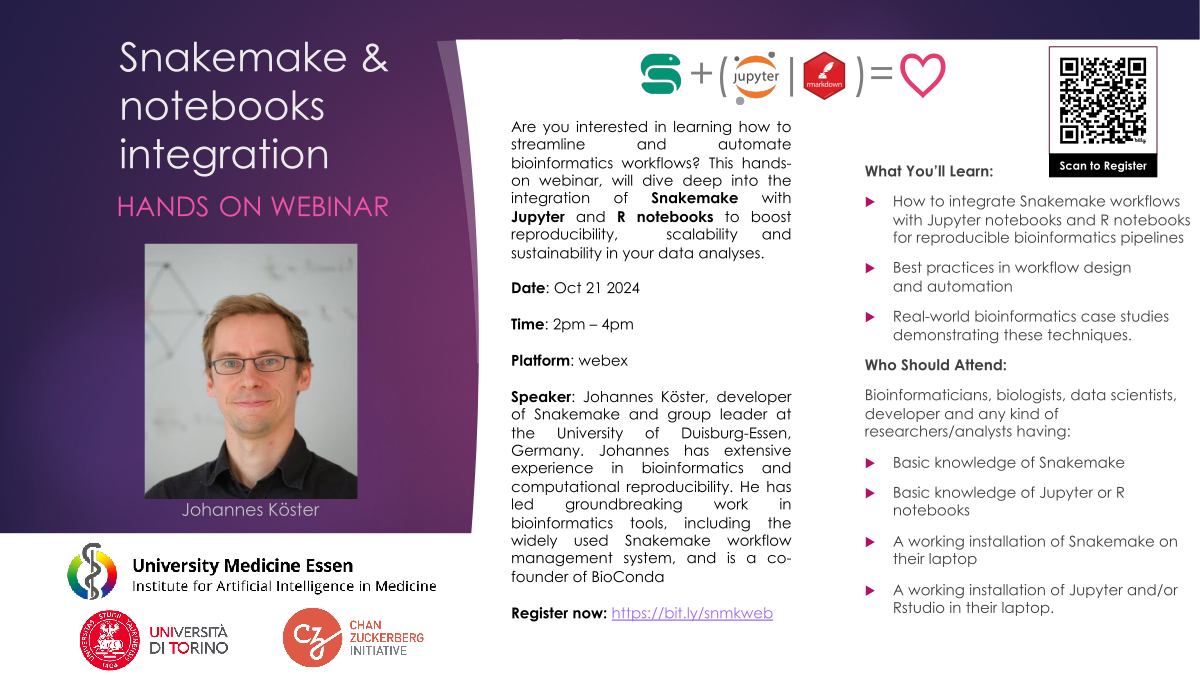 Snakemake &
notebooks
integration
HANDS ON WEBINAR
Johannes Köster
University Medicine Essen
Institute for Artificial Intelligence in Medicine
UNIVERSITAS STUDII TAURINENSIS
1404
UNIVERSITÀ
DI TORINO
CZ
CHAN
ZUCKERBERG
INITIATIVE
+ ( jupyter | rmarkdown ) =
Are you interested in learning how to
streamline and automate
bioinformatics workflows? This hands-
on webinar, will dive deep into the
integration of Snakemake with
Jupyter and R notebooks to boost
reproducibility, scalability and
sustainability in your data analyses.
Date: Oct 21 2024
Time: 2pm – 4pm
Platform: webex
Speaker: Johannes Köster, developer
of Snakemake and group leader at
the University of Duisburg-Essen,
Germany. Johannes has extensive
experience in bioinformatics and
computational reproducibility. He has
led groundbreaking work in
bioinformatics tools, including the
widely used Snakemake workflow
management system, and is a co-
founder of BioConda
Register now: https://bit.ly/snmkweb
bitly
Scan to Register
What You'll Learn:
How to integrate Snakemake workflows
with Jupyter notebooks and R notebooks
for reproducible bioinformatics pipelines
Best practices in workflow design
and automation
Real-world bioinformatics case studies
demonstrating these techniques.
Who Should Attend:
Bioinformaticians, biologists, data scientists,
developer and any kind of
researchers/analysts having:
Basic knowledge of Snakemake
Basic knowledge of Jupyter or R
notebooks
A working installation of Snakemake on
their laptop
A working installation of Jupyter and/or
Rstudio in their laptop.